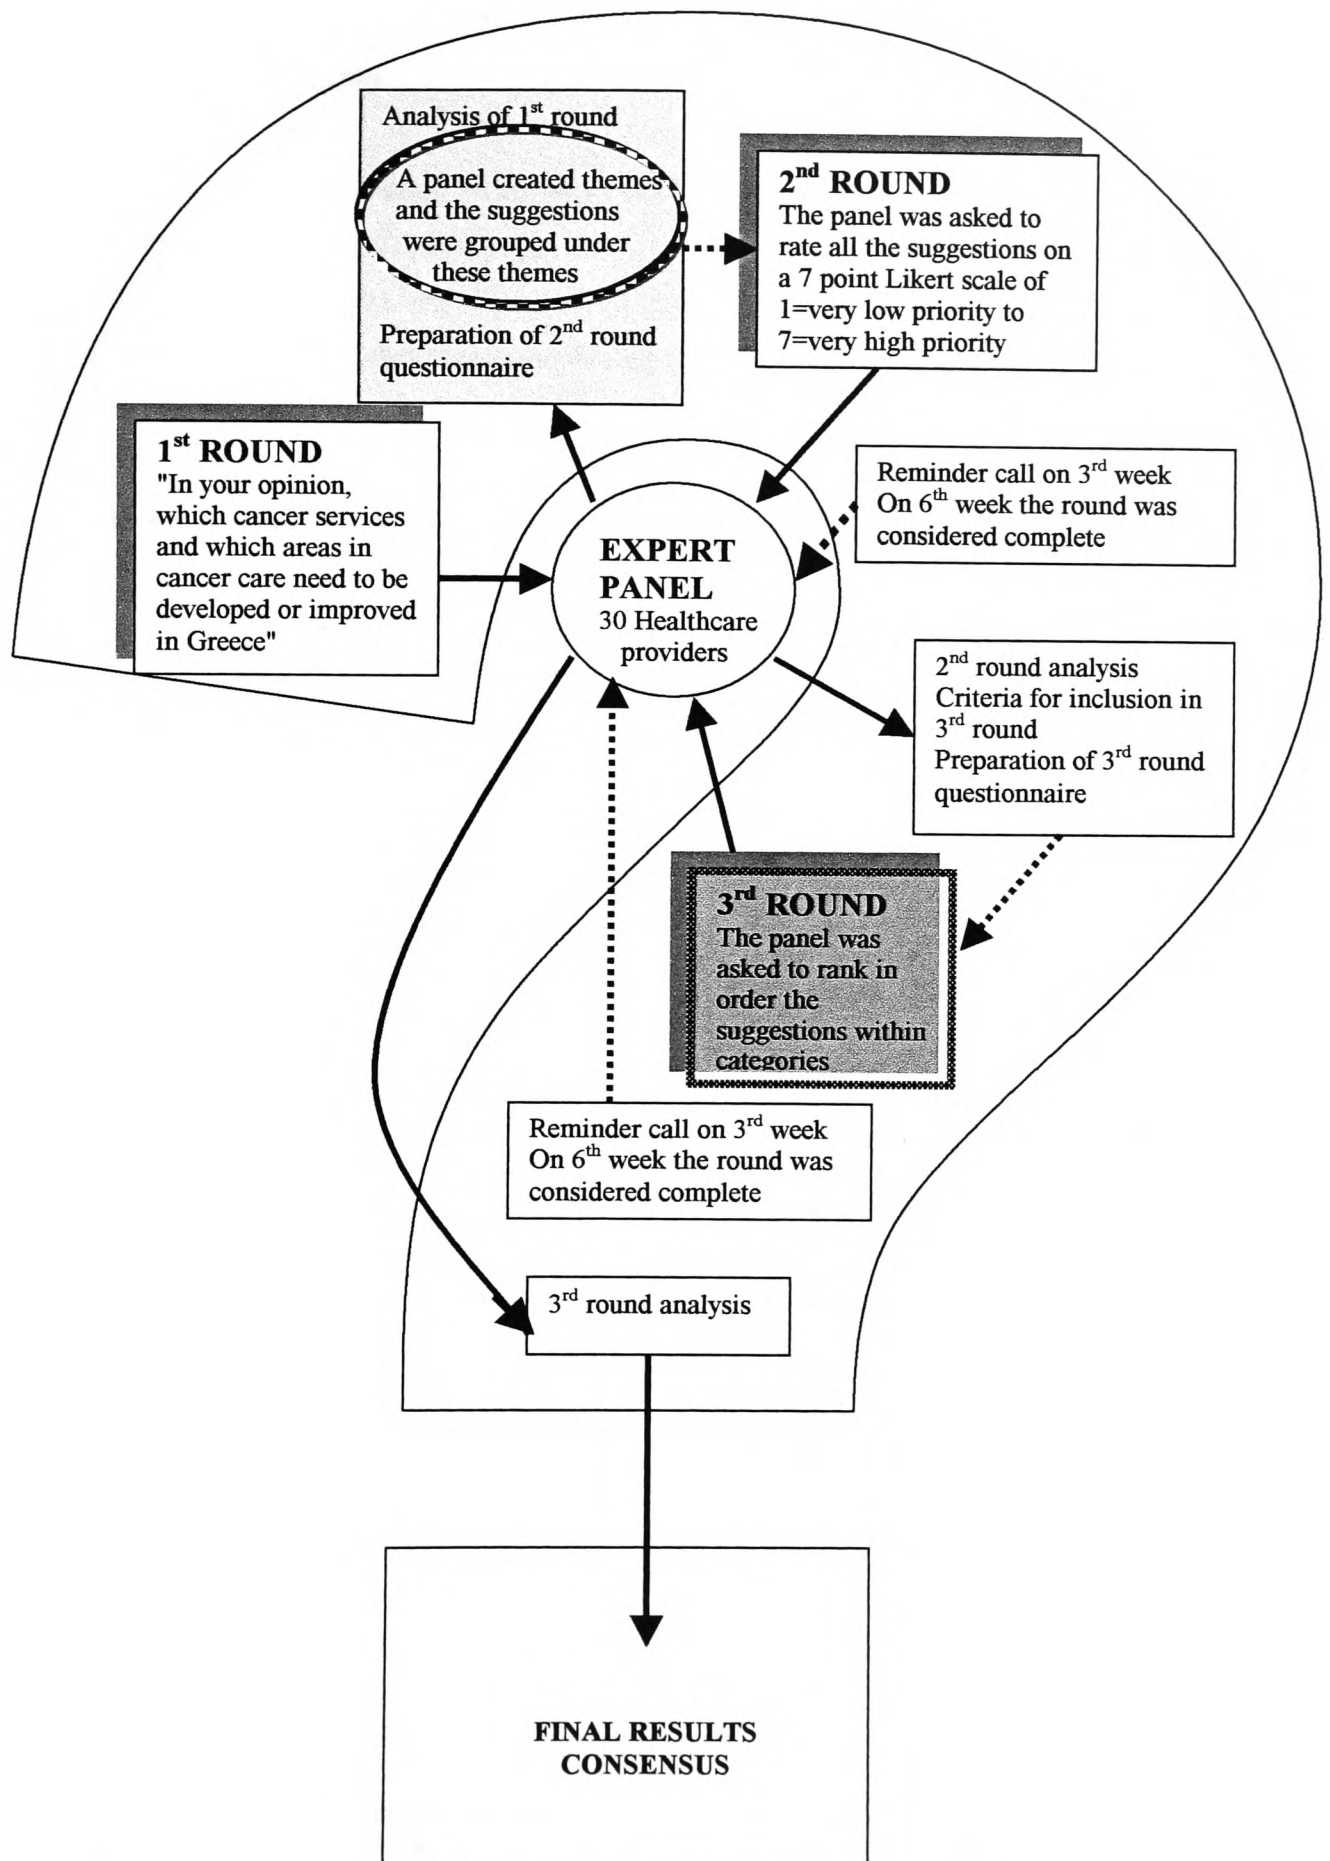 Analysis of 1st round
A panel created themes
and the suggestions
were grouped under
these themes
Preparation of 2nd round
questionnaire
2nd ROUND
The panel was asked to
rate all the suggestions on
a 7 point Likert scale of
1=very low priority to
7=very high priority
1st ROUND
"In your opinion,
which cancer services
and which areas in
cancer care need to be
developed or improved
in Greece"
EXPERT
PANEL
30 Healthcare
providers
Reminder call on 3rd week
On 6th week the round was
considered complete
2nd round analysis
Criteria for inclusion in
3rd round
Preparation of 3rd round
questionnaire
3rd ROUND
The panel was
asked to rank in
order the
suggestions within
categories
Reminder call on 3rd week
On 6th week the round was
considered complete
3rd round analysis
FINAL RESULTS
CONSENSUS